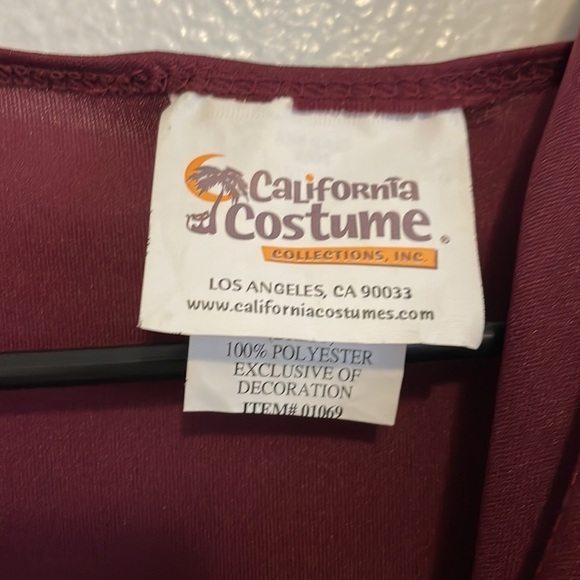 California
Costume ®
COLLECTIONS, INC.
LOS ANGELES, CA 90033
www.californiacostumes.com
100% POLYESTER
EXCLUSIVE OF
DECORATION
ITEM# 01069